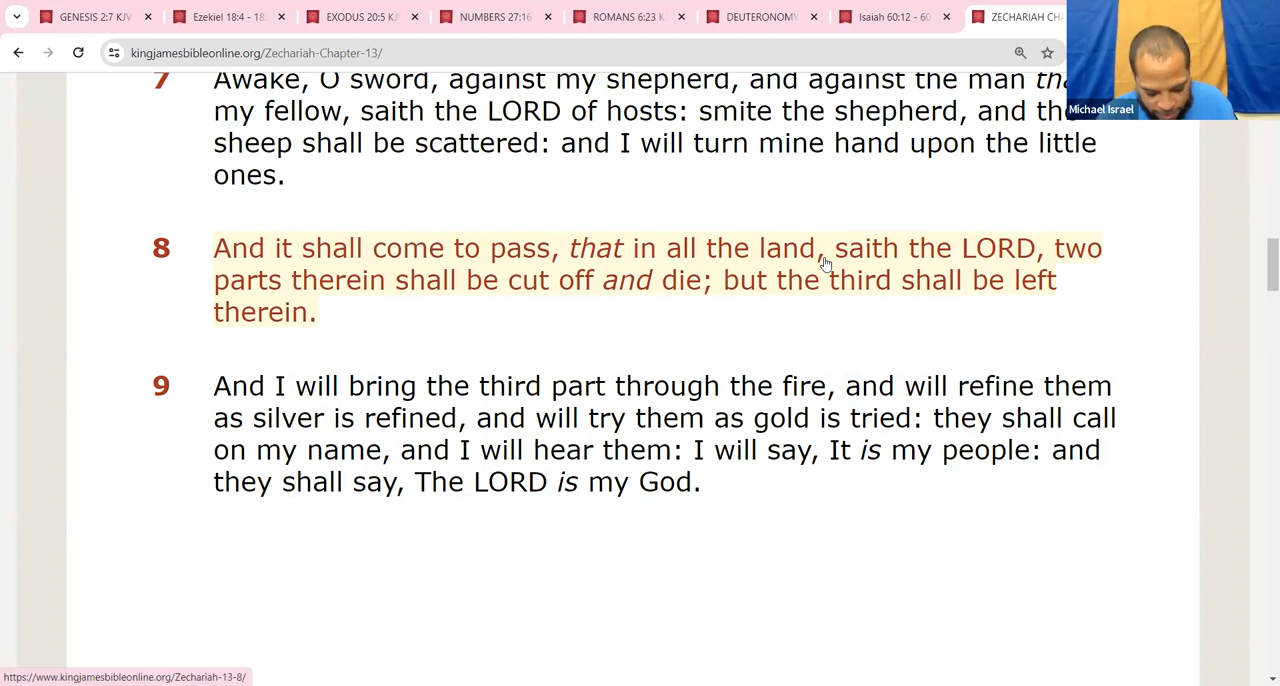 GENESIS 2:7 KJV
Ezekiel 18:4 - 18:
EXODUS 20:5 KJ
NUMBERS 27:16
ROMANS 6:23 K
DEUTERONOMY
Isaiah 60:12 - 60
ZECHARIAH CH
kingjamesbibleonline.org/Zechariah-Chapter-13/
Michael Israel
7 Awake, O sword, against my shepherd, and against the man
my fellow, saith the LORD of hosts: smite the shepherd, and
sheep shall be scattered: and I will turn mine hand upon the little
ones.
8 And it shall come to pass, that in all the land, saith the LORD, two
parts therein shall be cut off and die; but the third shall be left
therein.
9 And I will bring the third part through the fire, and will refine them
as silver is refined, and will try them as gold is tried: they shall call
on my name, and I will hear them: I will say, It is my people: and
they shall say, The LORD is my God.
https://www.kingjamesbibleonline.org/Zechariah-13-8/